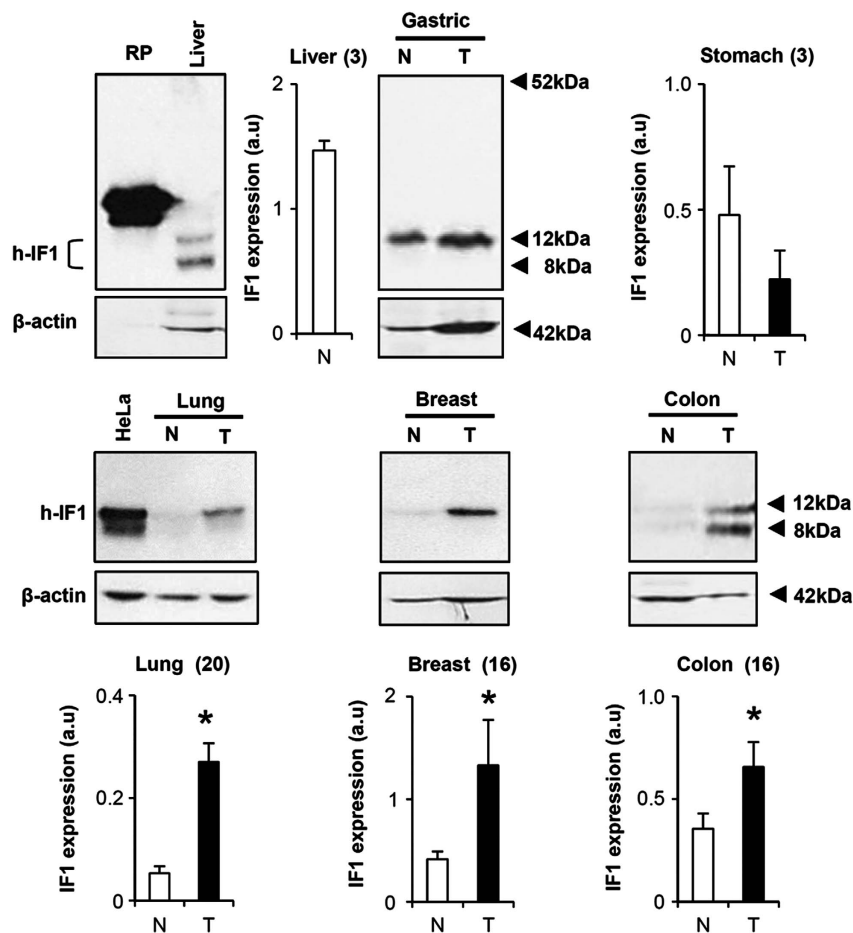 RP Liver
h-IF1
β-actin
Liver (3)
IF1 expression (a.u)
2
1
0
N
Gastric
N T
52kDa
12kDa
8kDa
42kDa
Stomach (3)
IF1 expression (a.u)
1.0
0.5
0
N T
HeLa
Lung
N T
h-IF1
β-actin
Breast
N T
Colon
N T
12kDa
8kDa
42kDa
Lung (20)
IF1 expression (a.u)
0.4
0.2
0
*
N T
Breast (16)
IF1 expression (a.u)
2
1
0
*
N T
Colon (16)
IF1 expression (a.u)
1.0
0.5
0
*
N T